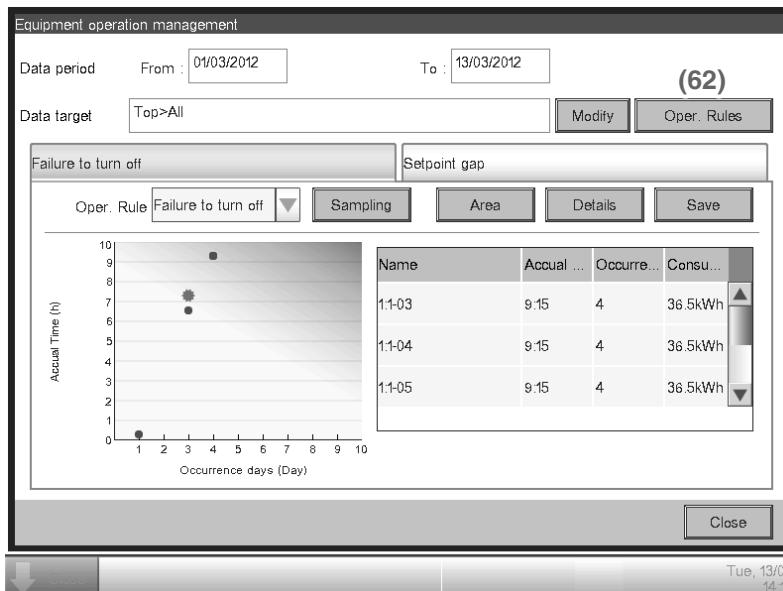 Equipment operation management
Data period From : 01/03/2012 To : 13/03/2012
(62)
Data target Top>All Modify Oper. Rules
Failure to turn off Setpoint gap
Oper. Rule Failure to turn off Sampling Area Details Save
Name Accual ... Occurre... Consu...
1:1-03 9:15 4 36.5kWh
1:1-04 9:15 4 36.5kWh
1:1-05 9:15 4 36.5kWh
Accual Time (h)
10
9
8
7
6
5
4
3
2
1
0
1 2 3 4 5 6 7 8 9 10
Occurrence days (Day)
Close
Close
Tue, 13/0